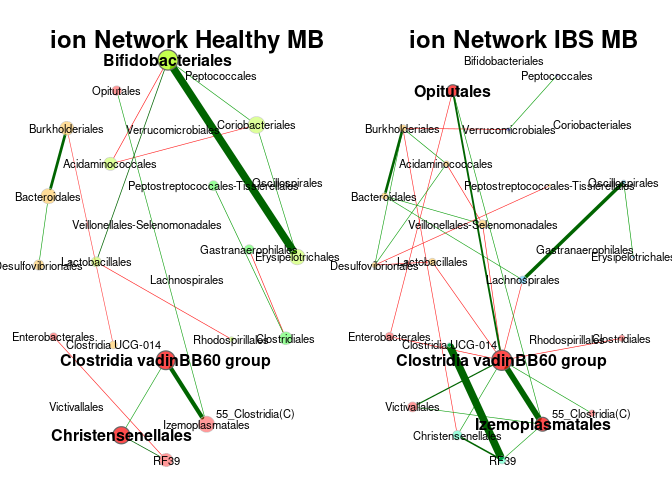 ion Network Healthy MB
Bifidobacteriales
Peptococcales
Opitutales
Burkholderiales
Verrucomicrobiales
Coriobacteriales
Acidaminococcales
Peptostreptococcales-Tissierellales
Oscillospirales
Bacteroidales
Veillonellales-Selenomonadales
Gastranaerophilales
Erysipelotrichales
Desulfovibrionales
Lactobacillales
Lachnospirales
Enterobacterales
Clostridia UCG-014
Rhodospirillales
Clostridiales
Clostridia vadinBB60 group
Victivallales
55_Clostridia(C)
Izemoplasmatales
Christensenellales
RF39
ion Network IBS MB
Bifidobacteriales
Peptococcales
Opitutales
Burkholderiales
Verrucomicrobiales
Coriobacteriales
Acidaminococcales
Peptostreptococcales-Tissierellales
Oscillospirales
Bacteroidales
Veillonellales-Selenomonadales
Gastranaerophilales
Erysipelotrichales
Desulfovibrionales
Lactobacillales
Lachnospirales
Enterobacterales
Clostridia UCG-014
Rhodospirillales
Clostridiales
Clostridia vadinBB60 group
Victivallales
55_Clostridia(C)
Izemoplasmatales
Christensenellales
RF39